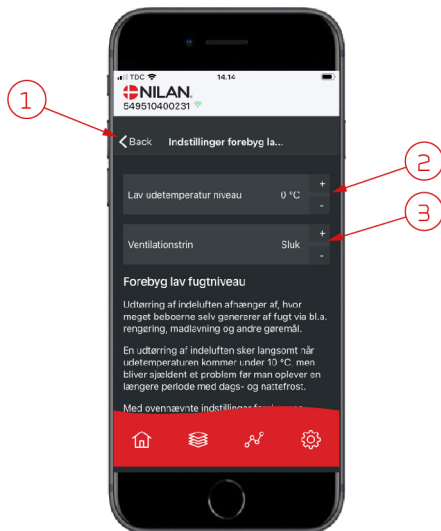 TDC 14.14
NILAN
549510400231
1
Back Indstillinger forebyg la...
2
Lav udetemperatur niveau 0 °C + -
3
Ventilationstrin Sluk + -
Forebyg lav fugtniveau
Udtørring af indeluften afhænger af, hvor
meget beboerne selv genererer af fugt via bl.a.
rengøring, madlavning og andre gøremål.
En udtørring af indeluften sker langsomt når
udetemperaturen kommer under 10 °C, men
bliver sjældent et problem før man oplever en
længere periode med dags- og nattefrost.
Med ovennævnte indstillinger